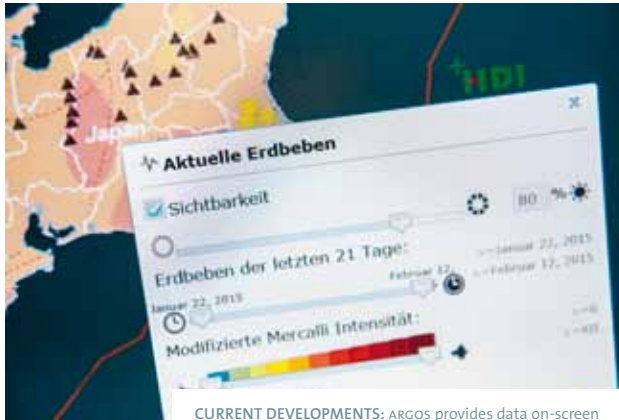 HDI
Japan
Aktuelle Erdbeben
Sichtbarkeit
80 %
Erdbeben der letzten 21 Tage:
>=Januar 22, 2015
<=Februar 12, 2015
Januar 22, 2015
Februar 12,
Modifizierte Mercalli Intensität:
CURRENT DEVELOPMENTS: ARGOS provides data on-screen